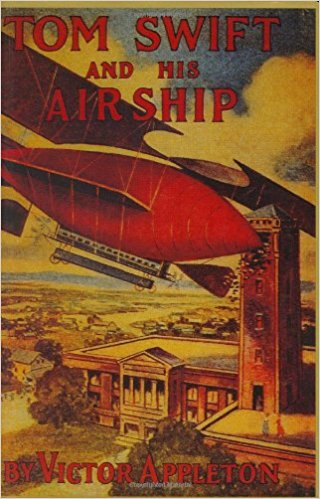 TOM SWIFT
AND HIS
AIRSHIP
BY VICTOR APPLETON